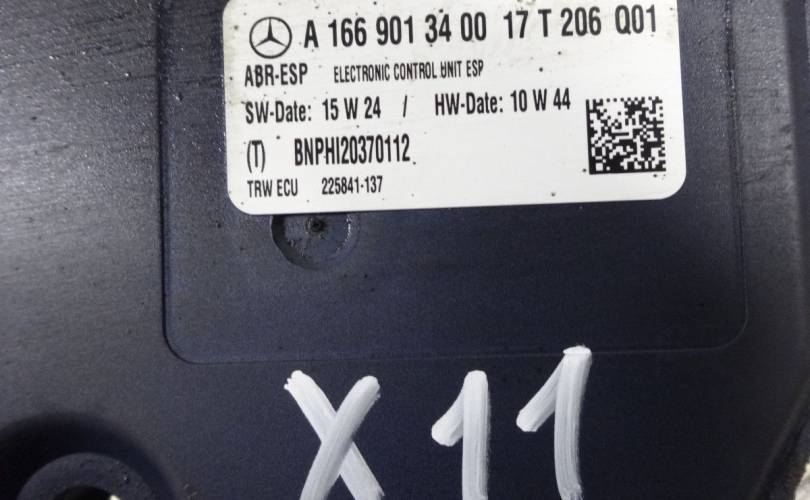 A 166 901 34 00 17 T 206 Q01
ABR-ESP ELECTRONIC CONTROL UNIT ESP
SW-Date: 15 W 24 / HW-Date: 10 W 44
(T) BNPHI20370112
TRW ECU 225841-137
X11